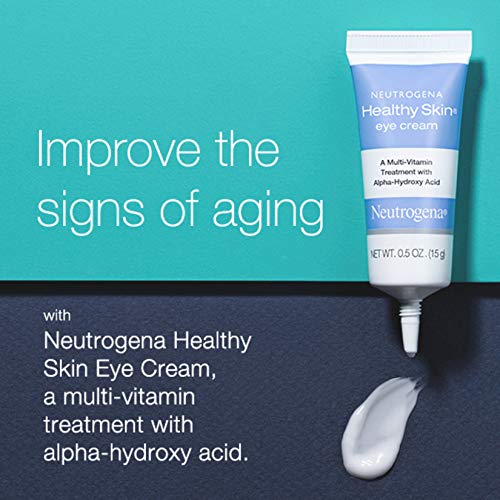 Improve the
signs of aging
with
Neutrogena Healthy
Skin Eye Cream,
a multi-vitamin
treatment with
alpha-hydroxy acid.
NEUTROGENA
Healthy Skin®
eye cream
A Multi-Vitamin
Treatment with
Alpha-Hydroxy Acid
Neutrogena®
NET WT. 0.5 OZ. (15 g)